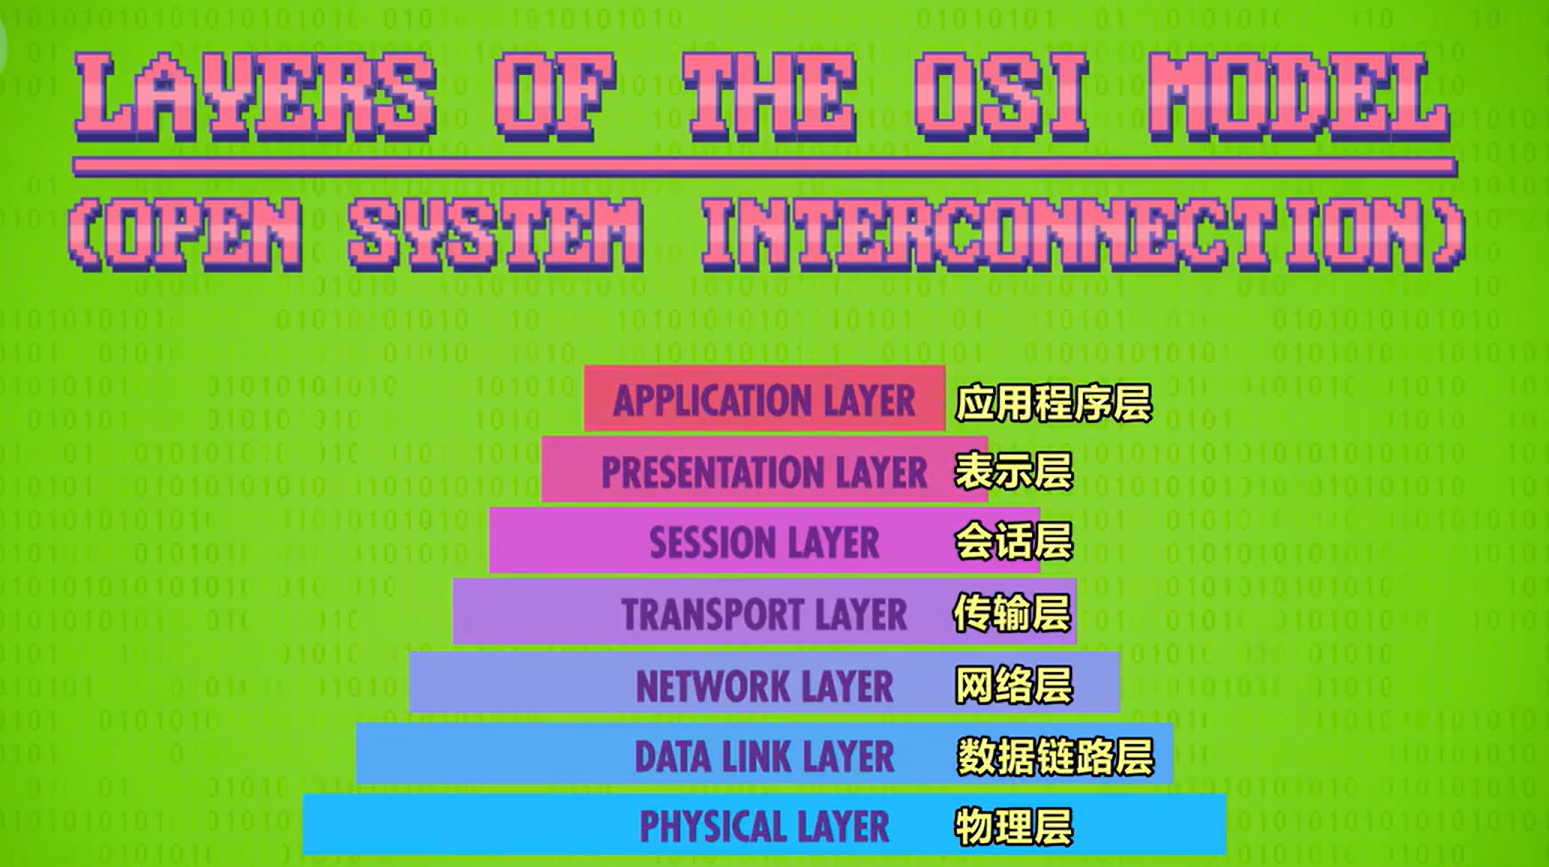 LAYERS OF THE OSI MODEL
(OPEN SYSTEM INTERCONNECTION)
APPLICATION LAYER 应用程序层
PRESENTATION LAYER 表示层
SESSION LAYER 会话层
TRANSPORT LAYER 传输层
NETWORK LAYER 网络层
DATA LINK LAYER 数据链路层
PHYSICAL LAYER 物理层